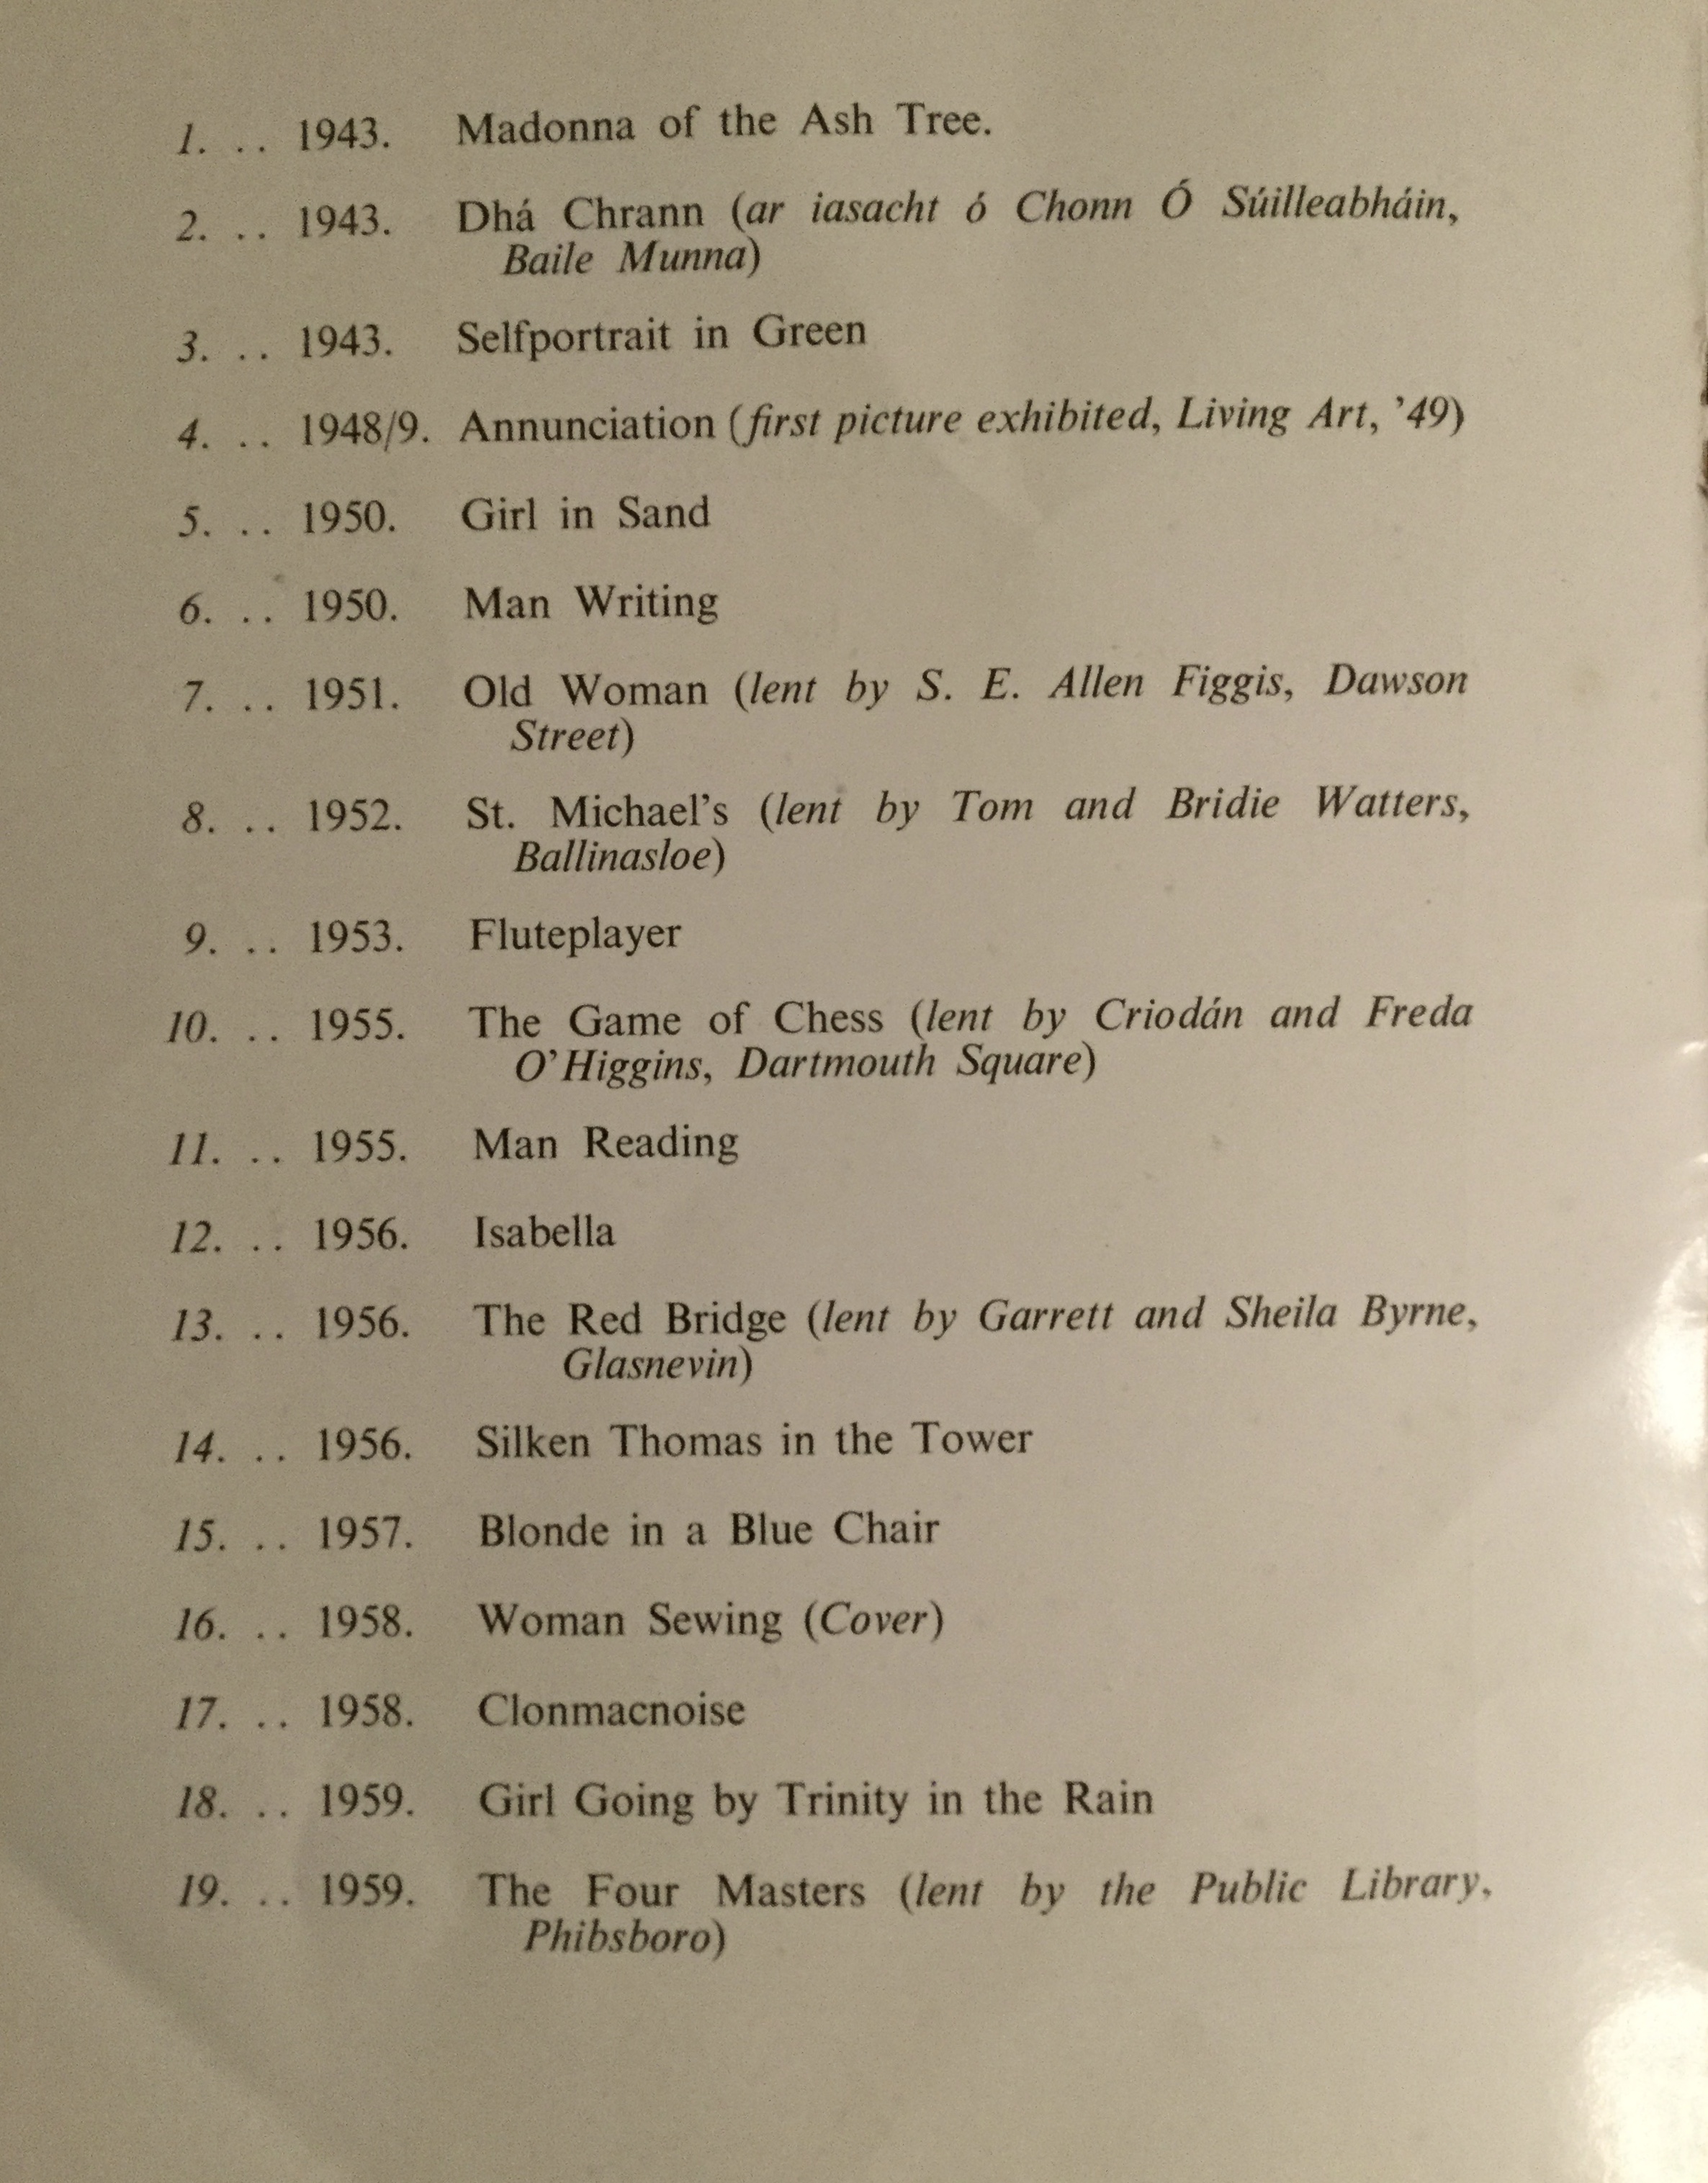 1. .. 1943. Madonna of the Ash Tree.
2. .. 1943. Dhá Chrann (ar iasacht ó Chonn Ó Súilleabháin,
Baile Munna)
3. .. 1943. Selfportrait in Green
4. .. 1948/9. Annunciation (first picture exhibited, Living Art, ’49)
5. .. 1950. Girl in Sand
6. .. 1950. Man Writing
7. .. 1951. Old Woman (lent by S. E. Allen Figgis, Dawson
Street)
8. .. 1952. St. Michael’s (lent by Tom and Bridie Watters,
Ballinasloe)
9. .. 1953. Fluteplayer
10. .. 1955. The Game of Chess (lent by Criodán and Freda
O’Higgins, Dartmouth Square)
11. .. 1955. Man Reading
12. .. 1956. Isabella
13. .. 1956. The Red Bridge (lent by Garrett and Sheila Byrne,
Glasnevin)
14. .. 1956. Silken Thomas in the Tower
15. .. 1957. Blonde in a Blue Chair
16. .. 1958. Woman Sewing (Cover)
17. .. 1958. Clonmacnoise
18. .. 1959. Girl Going by Trinity in the Rain
19. .. 1959. The Four Masters (lent by the Public Library,
Phibsboro)